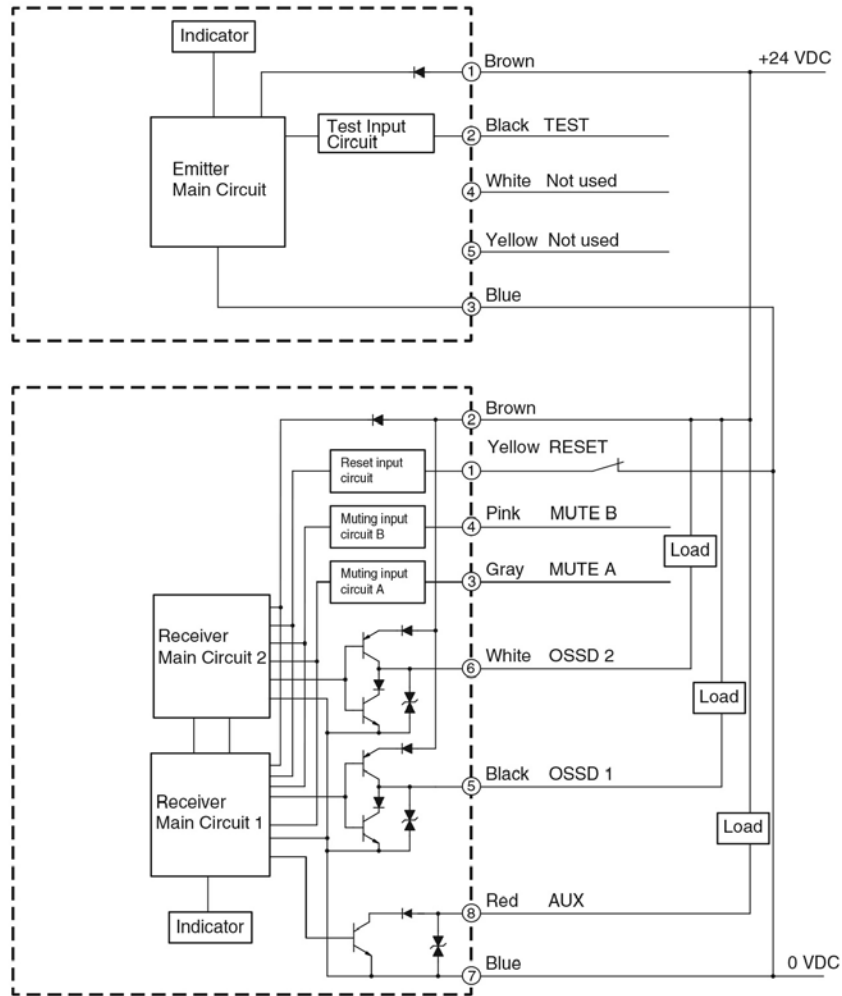 Indicator
① Brown +24 VDC
Test Input
Circuit
② Black TEST
Emitter
Main Circuit
④ White Not used
⑤ Yellow Not used
③ Blue
② Brown
Yellow RESET
①
Reset input
circuit
④ Pink MUTE B
Muting input
circuit B
Load
③ Gray MUTE A
Muting input
circuit A
Receiver
Main Circuit 2
⑥ White OSSD 2
Load
⑤ Black OSSD 1
Receiver
Main Circuit 1
Load
⑧ Red AUX
Indicator
⑦ Blue 0 VDC